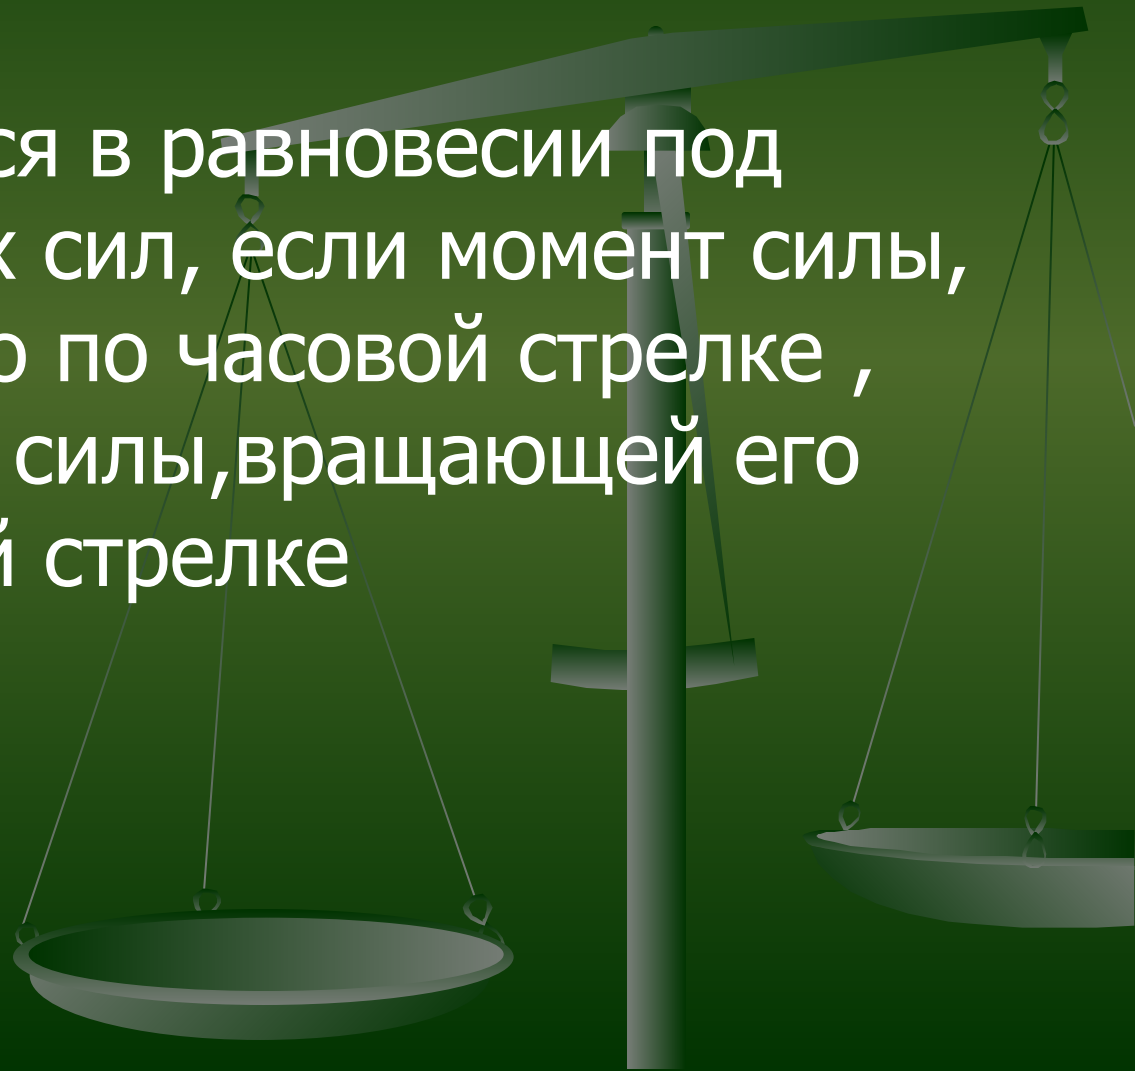 ся в равновесии под
х сил, если момент силы,
о по часовой стрелке ,
силы,вращающей его
й стрелке